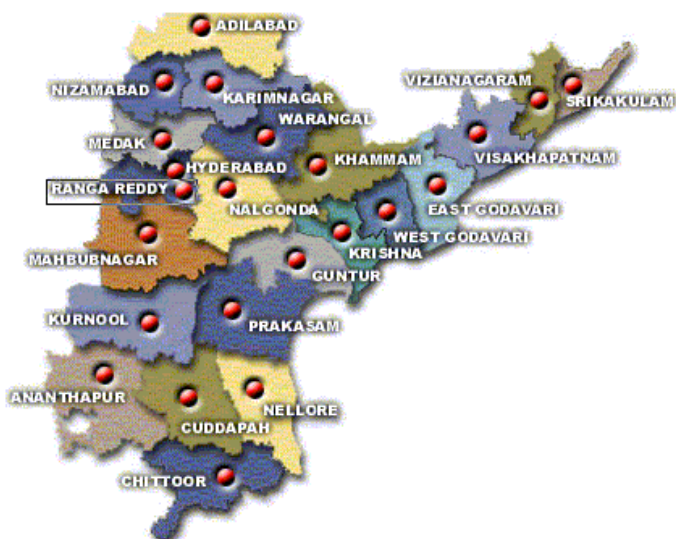 ADILABAD
NIZAMABAD
KARIMNAGAR
VIZIANAGARAM
SRIKAKULAM
WARANGAL
MEDAK
HYDERABAD
KHAMMAM
VISAKHAPATNAM
RANGA REDDY
NALGONDA
EAST GODAVARI
WEST GODAVARI
MAHBUBNAGAR
KRISHNA
GUNTUR
KURNOOL
PRAKASAM
ANANTHAPUR
NELLORE
CUDDAPAH
CHITTOOR